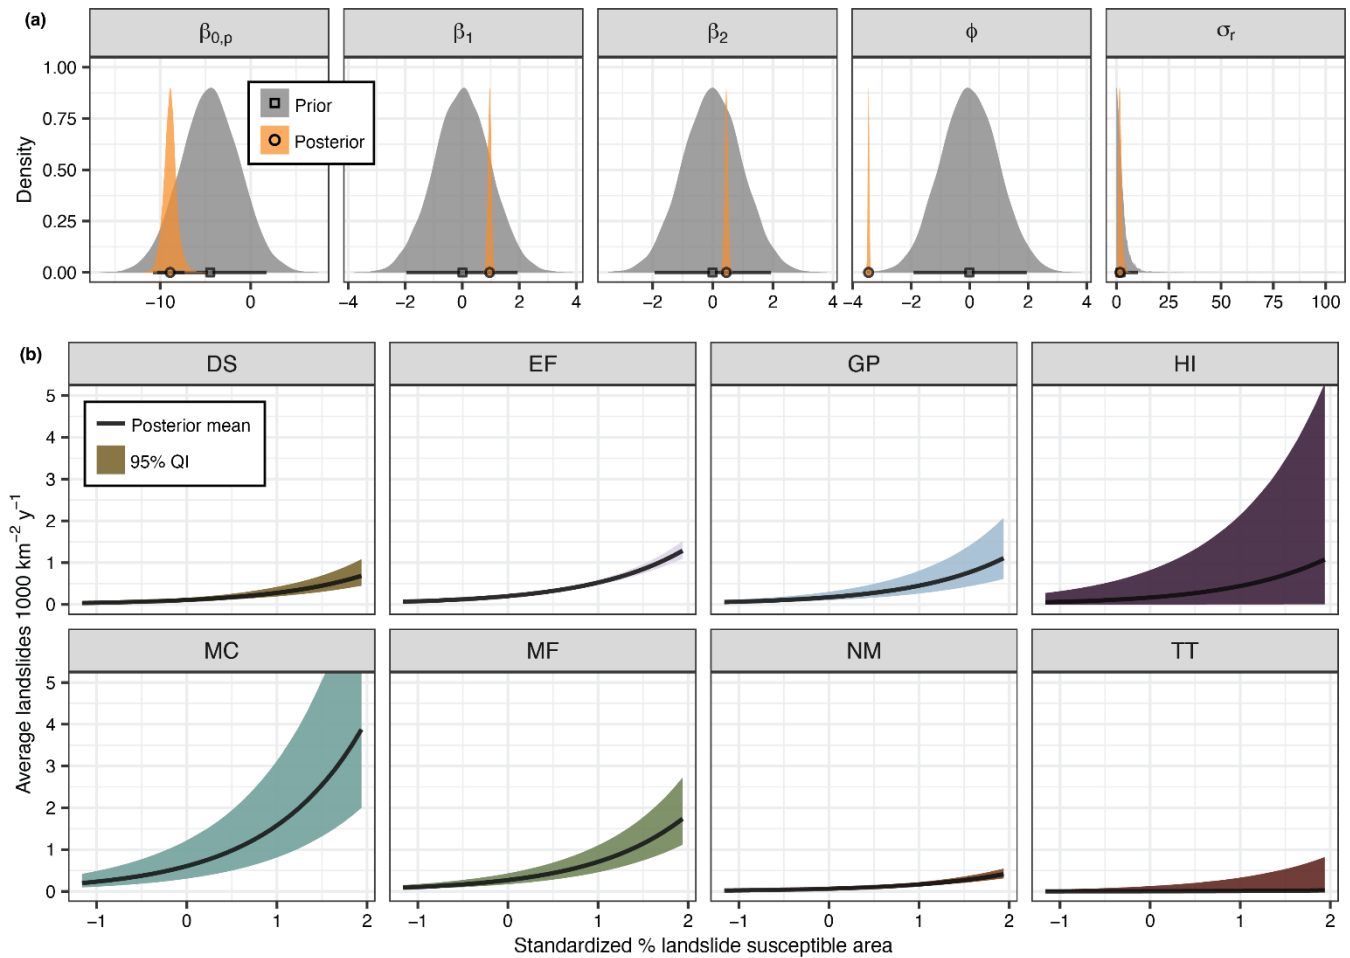 (a)
β0,p β1 β2 ϕ σr
1.00
0.75
0.50
0.25
0.00
Density
Prior
Posterior
−10 0 −4 −2 0 2 4 −2 0 2 4 −4 −2 0 2 4 0 25 50 75 100
(b)
DS EF GP HI
5
4
3
2
1
0
Posterior mean
95% QI
MC MF NM TT
5
4
3
2
1
0
Average landslides 1000 km−2 y−1
−1 0 1 2 −1 0 1 2 −1 0 1 2 −1 0 1 2
Standardized % landslide susceptible area